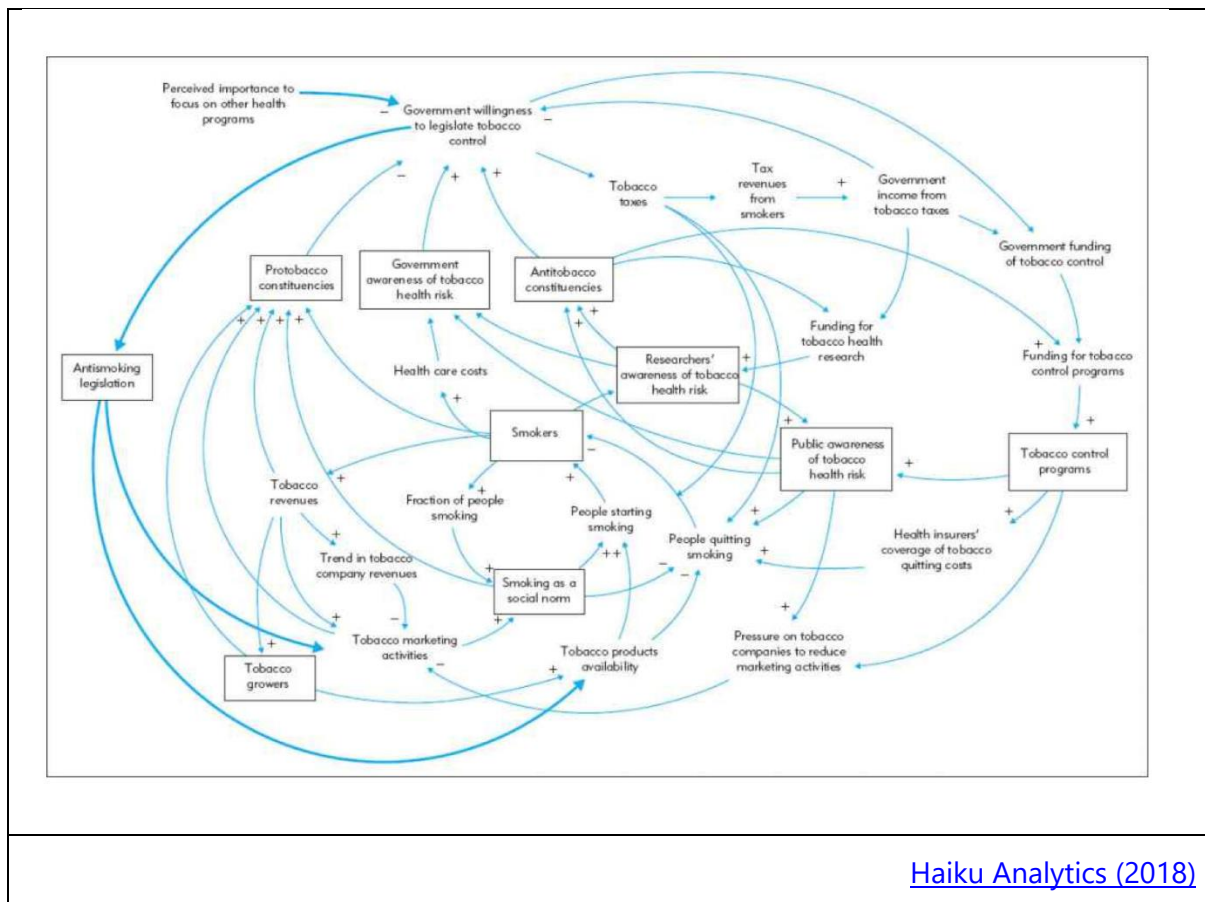 Perceived importance to
focus on other health
programs
−
Government willingness
to legislate tobacco
control
−
−
+
+
Tobacco
taxes
Tax
revenues
from
smokers
+
Government
income from
tobacco taxes
Government funding
of tobacco control
Protobacco
constituencies
Government
awareness of tobacco
health risk
Antitobacco
constituencies
+
+
+
+
+
+
Funding for
tobacco health
research
+
Funding for tobacco
control programs
Antismoking
legislation
Health care costs
+
Researchers'
awareness of tobacco
health risk
+
Smokers
−
+
+
Public awareness
of tobacco
health risk
+
+
Tobacco control
programs
Tobacco
revenues
+
Fraction of people
smoking
+
People starting
smoking
++
People quitting
smoking
+
+
−
−
Health insurers'
coverage of tobacco
quitting costs
+
Trend in tobacco
company revenues
+
Smoking as a
social norm
+
+
Tobacco marketing
activities
+
−
−
Tobacco products
availability
+
Pressure on tobacco
companies to reduce
marketing activities
+
Tobacco
growers
+
Haiku Analytics (2018)